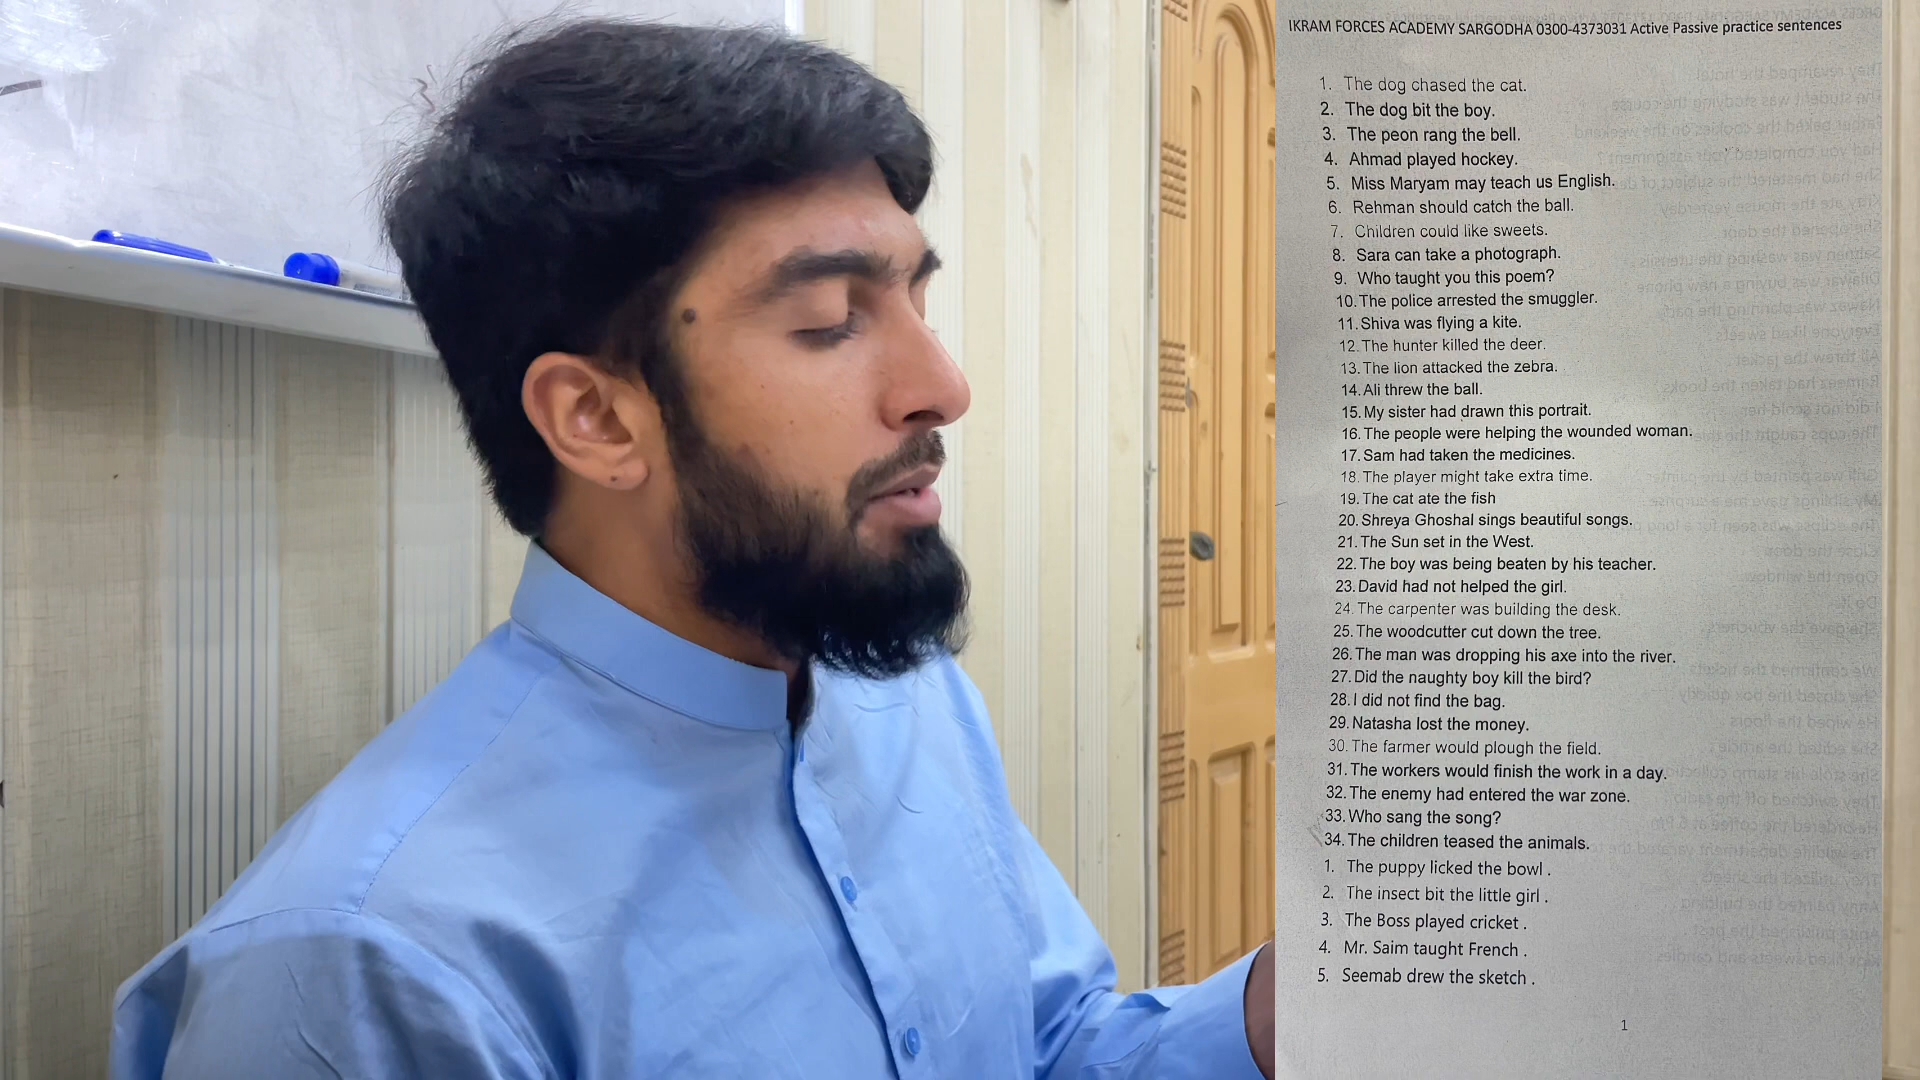 IKRAM FORCES ACADEMY SARGODHA 0300-4373031 Active Passive practice sentences
1. The dog chased the cat.
2. The dog bit the boy.
3. The peon rang the bell.
4. Ahmad played hockey.
5. Miss Maryam may teach us English.
6. Rehman should catch the ball.
7. Children could like sweets.
8. Sara can take a photograph.
9. Who taught you this poem?
10. The police arrested the smuggler.
11. Shiva was flying a kite.
12. The hunter killed the deer.
13. The lion attacked the zebra.
14. Ali threw the ball.
15. My sister had drawn this portrait.
16. The people were helping the wounded woman.
17. Sam had taken the medicines.
18. The player might take extra time.
19. The cat ate the fish
20. Shreya Ghoshal sings beautiful songs.
21. The Sun set in the West.
22. The boy was being beaten by his teacher.
23. David had not helped the girl.
24. The carpenter was building the desk.
25. The woodcutter cut down the tree.
26. The man was dropping his axe into the river.
27. Did the naughty boy kill the bird?
28. I did not find the bag.
29. Natasha lost the money.
30. The farmer would plough the field.
31. The workers would finish the work in a day.
32. The enemy had entered the war zone.
33. Who sang the song?
34. The children teased the animals.
1. The puppy licked the bowl .
2. The insect bit the little girl .
3. The Boss played cricket .
4. Mr. Saim taught French .
5. Seemab drew the sketch .
1